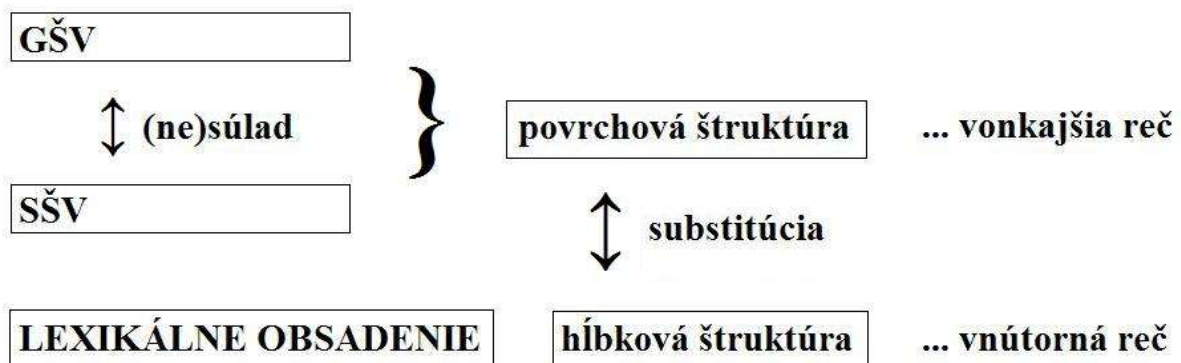 GŠV
(ne)súlad
povrchová štruktúra
... vonkajšia reč
SŠV
substitúcia
LEXIKÁLNE OBSADENIE
hĺbková štruktúra
... vnútorná reč